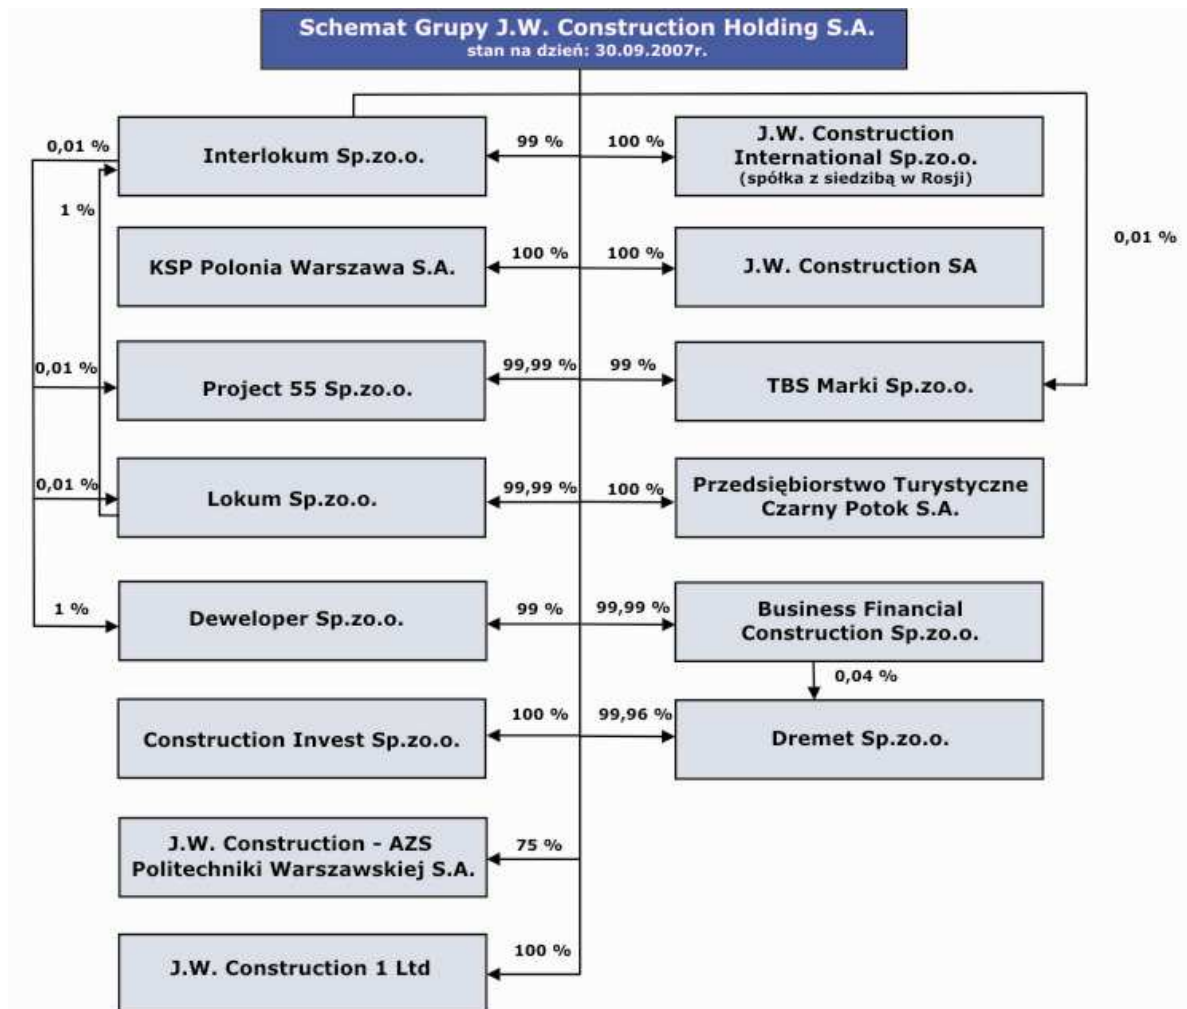 Schemat Grupy J.W. Construction Holding S.A.
stan na dzień: 30.09.2007r.
0,01 %
Interlokum Sp.zo.o.
99 %
100 %
J.W. Construction
International Sp.zo.o.
(spółka z siedzibą w Rosji)
1 %
0,01 %
KSP Polonia Warszawa S.A.
100 %
100 %
J.W. Construction SA
0,01 %
Project 55 Sp.zo.o.
99,99 %
99 %
TBS Marki Sp.zo.o.
0,01 %
Lokum Sp.zo.o.
99,99 %
100 %
Przedsiębiorstwo Turystyczne
Czarny Potok S.A.
1 %
Deweloper Sp.zo.o.
99 %
99,99 %
Business Financial
Construction Sp.zo.o.
0,04 %
Construction Invest Sp.zo.o.
100 %
99,96 %
Dremet Sp.zo.o.
J.W. Construction - AZS
Politechniki Warszawskiej S.A.
75 %
J.W. Construction 1 Ltd
100 %